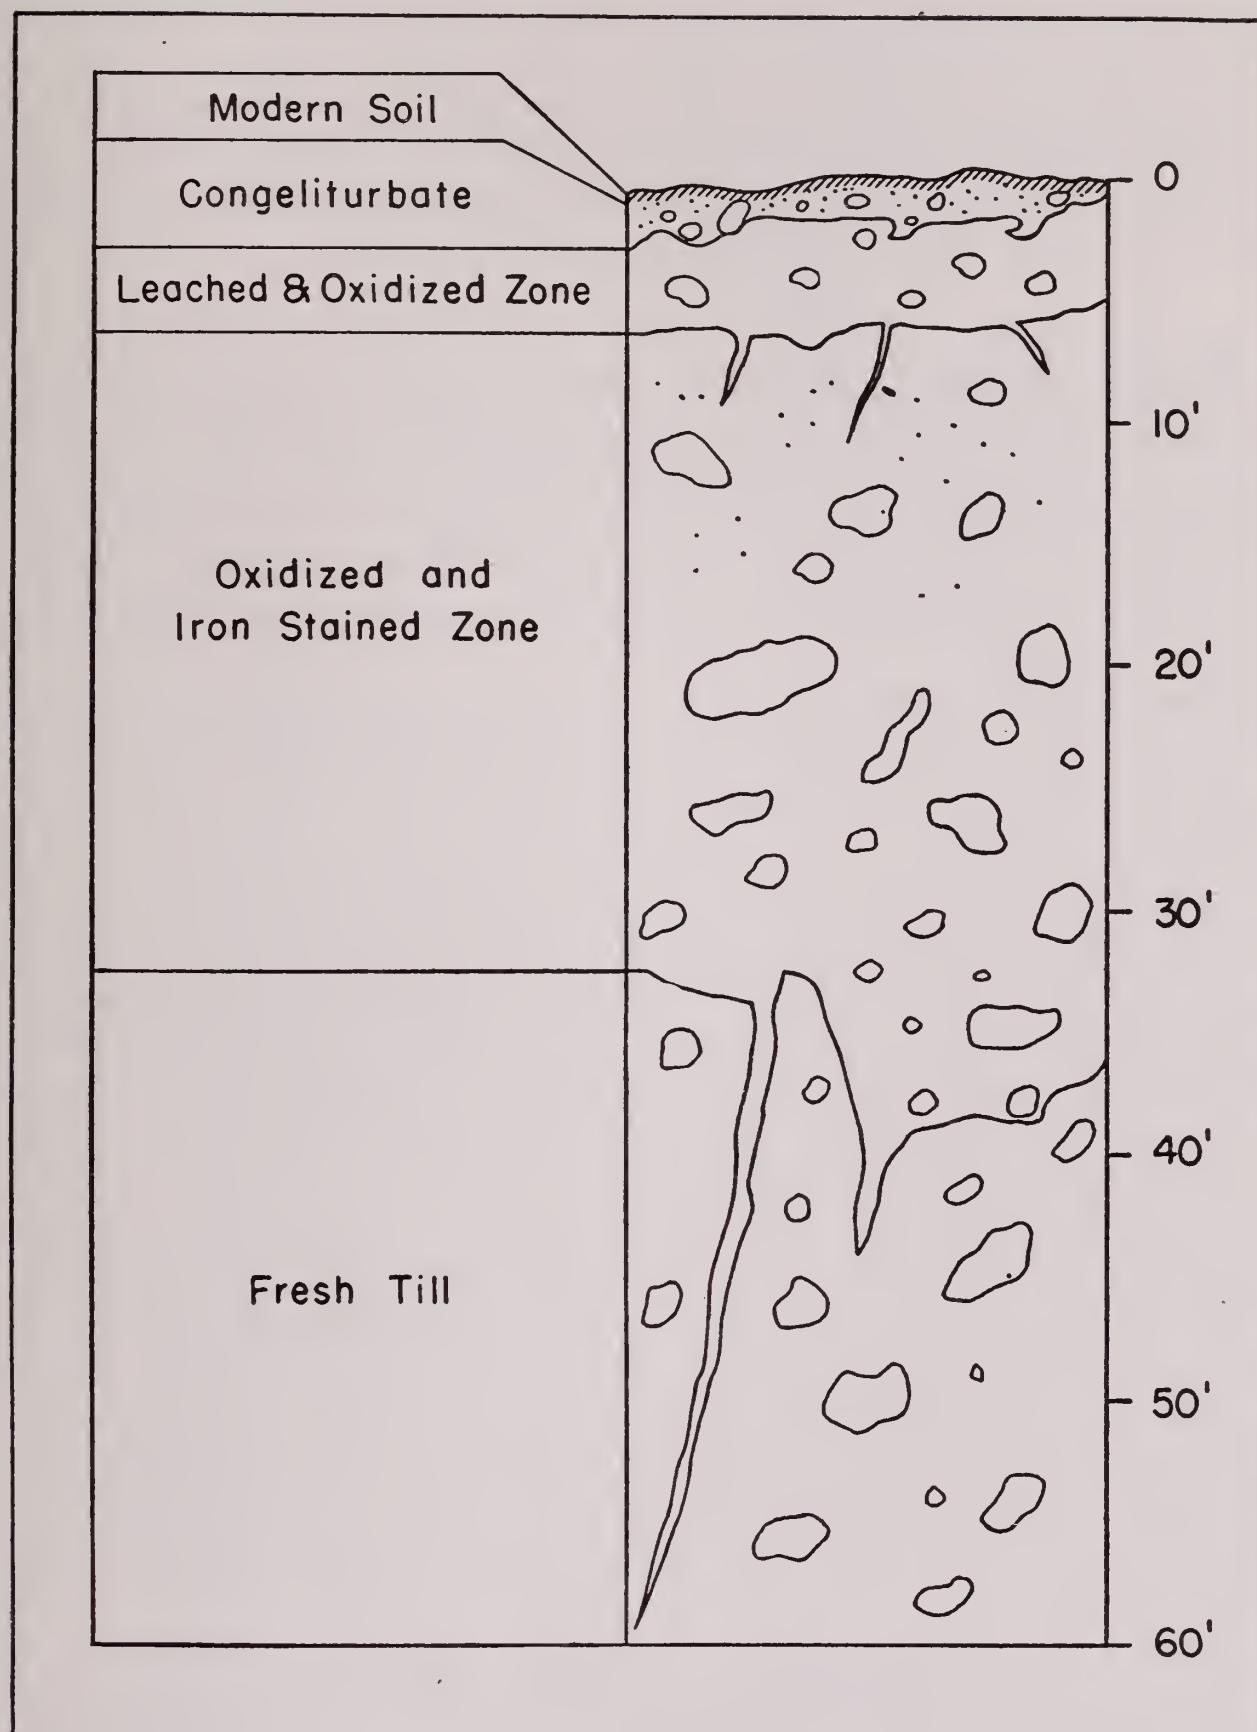 Modern Soil
Congeliturbate
Leached & Oxidized Zone
Oxidized and
Iron Stained Zone
Fresh Till
0
10'
20'
30'
40'
50'
60'